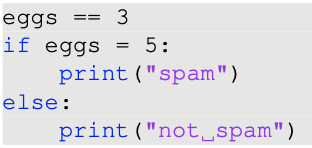 eggs == 3
if eggs = 5:
    print("spam")
else:
    print("not␣spam")